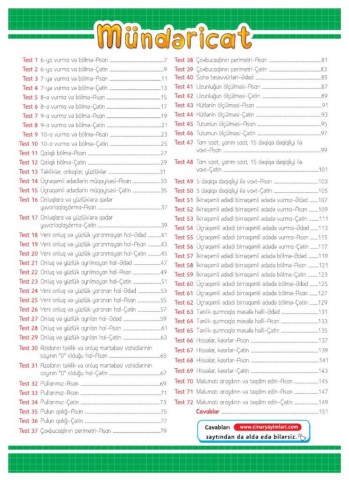 Mündəricat
Test 1 6-ya vurma və bölmə-Asan 7
Test 2 6-ya vurma və bölmə-Çətin 9
Test 3 7-yə vurma və bölmə-Asan 11
Test 4 7-yə vurma və bölmə-Çətin 13
Test 5 8-ə vurma və bölmə-Asan 15
Test 6 8-ə vurma və bölmə-Çətin 17
Test 7 9-a vurma və bölmə-Asan 19
Test 8 9-a vurma və bölmə-Çətin 21
Test 9 10-a vurma və bölmə-Asan 23
Test 10 10-a vurma və bölmə-Çətin 25
Test 11 Qalıqlı bölmə-Asan 27
Test 12 Qalıqlı bölmə-Çətin 29
Test 13 Təkliklər, onluqlar, yüzlüklər 31
Test 14 Üçrəqəmli ədədlərin müqayisəsi-Asan 33
Test 15 Üçrəqəmli ədədlərin müqayisəsi-Çətin 35
Test 16 Onluqlara və yüzlüklərə qədər
yuvarlaqlaşdırma-Asan 37
Test 17 Onluqlara və yüzlüklərə qədər
yuvarlaqlaşdırma-Çətin 39
Test 18 Yeni onluq və yüzlük yaranmayan hal-Ədəd 41
Test 19 Yeni onluq və yüzlük yaranmayan hal-Asan 43
Test 20 Yeni onluq və yüzlük yaranmayan hal-Çətin 45
Test 21 Onluq və yüzlük ayrılmayan hal-Ədəd 47
Test 22 Onluq və yüzlük ayrılmayan hal-Asan 49
Test 23 Onluq və yüzlük ayrılmayan hal-Çətin 51
Test 24 Yeni onluq və yüzlük yaranan hal-Ədəd 53
Test 25 Yeni onluq və yüzlük yaranan hal-Asan 55
Test 26 Yeni onluq və yüzlük yaranan hal-Çətin 57
Test 27 Onluq və yüzlük ayrılan hal-Ədəd 59
Test 28 Onluq və yüzlük ayrılan hal-Asan 61
Test 29 Onluq və yüzlük ayrılan hal-Çətin 63
Test 30 Azalanın təklik və onluq mərtəbəsi vahidlərinin
sayının "0" olduğu hal-Asan 65
Test 31 Azalanın təklik və onluq mərtəbəsi vahidlərinin
sayının "0" olduğu hal-Çətin 67
Test 32 Pullarımız-Asan 69
Test 33 Pullarımız-Asan 71
Test 34 Pullarımız-Çətin 73
Test 35 Pulun qalığı-Asan 75
Test 36 Pulun qalığı-Çətin 77
Test 37 Çoxbucaqlının perimetri-Asan 79
Test 38 Çoxbucaqlının perimetri-Asan 81
Test 39 Çoxbucaqlının perimetri-Çətin 83
Test 40 Sahə təsəvvürləri-Ədəd 85
Test 41 Uzunluğun ölçülməsi-Asan 87
Test 42 Uzunluğun ölçülməsi-Çətin 89
Test 43 Kütlənin ölçülməsi-Asan 91
Test 44 Kütlənin ölçülməsi-Çətin 93
Test 45 Tutumun ölçülməsi-Asan 95
Test 46 Tutumun ölçülməsi-Çətin 97
Test 47 Tam saat, yarım saat, 15 dəqiqə dəqiqliyi ilə
vaxt-Asan 99
Test 48 Tam saat, yarım saat, 15 dəqiqə dəqiqliyi ilə
vaxt-Çətin 101
Test 49 5 dəqiqə dəqiqliyi ilə vaxt-Asan 103
Test 50 5 dəqiqə dəqiqliyi ilə vaxt-Çətin 105
Test 51 İkirəqəmli ədədi birrəqəmli ədədə vurma-Ədəd 107
Test 52 İkirəqəmli ədədi birrəqəmli ədədə vurma-Asan 109
Test 53 İkirəqəmli ədədi birrəqəmli ədədə vurma-Çətin 111
Test 54 Üçrəqəmli ədədi birrəqəmli ədədə vurma-Ədəd 113
Test 55 Üçrəqəmli ədədi birrəqəmli ədədə vurma-Asan 115
Test 56 Üçrəqəmli ədədi birrəqəmli ədədə vurma-Çətin 117
Test 57 İkirəqəmli ədədi birrəqəmli ədədə bölmə-Ədəd 119
Test 58 İkirəqəmli ədədi birrəqəmli ədədə bölmə-Asan 121
Test 59 İkirəqəmli ədədi birrəqəmli ədədə bölmə-Çətin 123
Test 60 Üçrəqəmli ədədi birrəqəmli ədədə bölmə-Ədəd 125
Test 61 Üçrəqəmli ədədi birrəqəmli ədədə bölmə-Asan 127
Test 62 Üçrəqəmli ədədi birrəqəmli ədədə bölmə-Çətin 129
Test 63 Tənlik qurmaqla məsələ həlli-Ədəd 131
Test 64 Tənlik qurmaqla məsələ həlli-Asan 133
Test 65 Tənlik qurmaqla məsələ həlli-Çətin 135
Test 66 Hissələr, kəsrlər-Asan 137
Test 67 Hissələr, kəsrlər-Çətin 139
Test 68 Hissələr, kəsrlər-Asan 141
Test 69 Hissələr, kəsrlər-Çətin 143
Test 70 Məlumatı araşdırın və təqdim edin-Asan 145
Test 71 Məlumatı araşdırın və təqdim edin-Asan 147
Test 72 Məlumatı araşdırın və təqdim edin-Çətin 149
Cavablar 151
Cavabları www.cinaryayimlari.com
saytından da əldə edə bilərsiz.